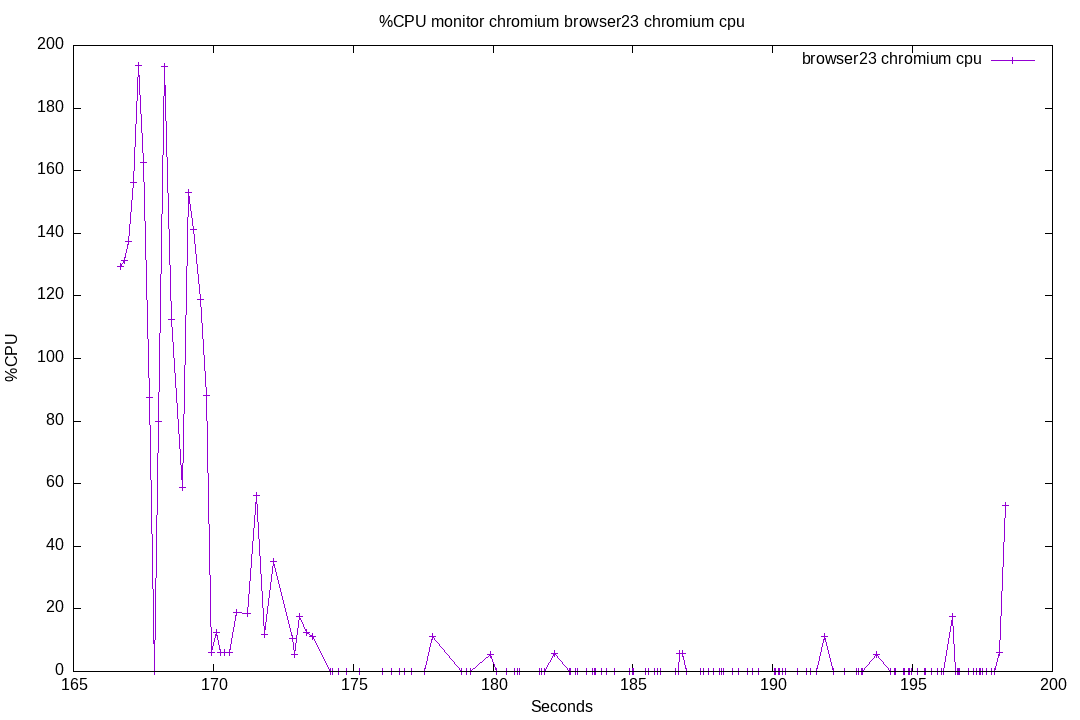 %CPU monitor chromium browser23 chromium cpu
browser23 chromium cpu
200
180
160
140
120
100
80
60
40
20
0
%CPU
165 170 175 180 185 190 195 200
Seconds